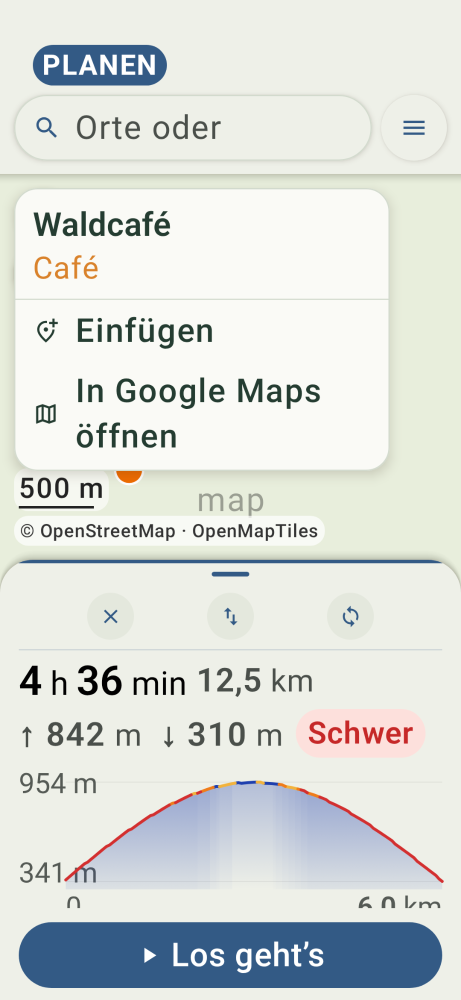 PLANEN
Orte oder
Waldcafé
Café
Einfügen
In Google Maps
öffnen
500 m
map
© OpenStreetMap · OpenMapTiles
4 h 36 min 12,5 km
↑ 842 m ↓ 310 m Schwer
954 m
341 m
0 6,0 km
Los geht’s